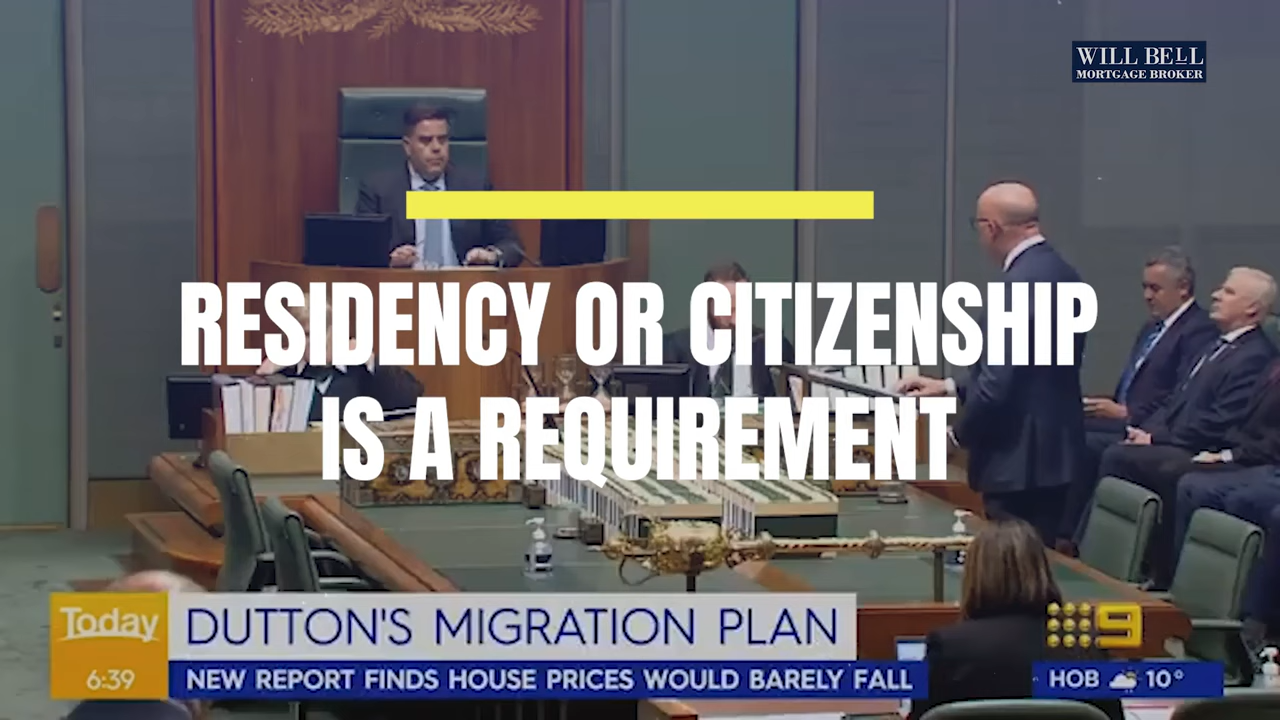 WILL BELL
MORTGAGE BROKER
RESIDENCY OR CITIZENSHIP
IS A REQUIREMENT
Today
DUTTON'S MIGRATION PLAN
9
6:39
NEW REPORT FINDS HOUSE PRICES WOULD BARELY FALL
HOB 10°